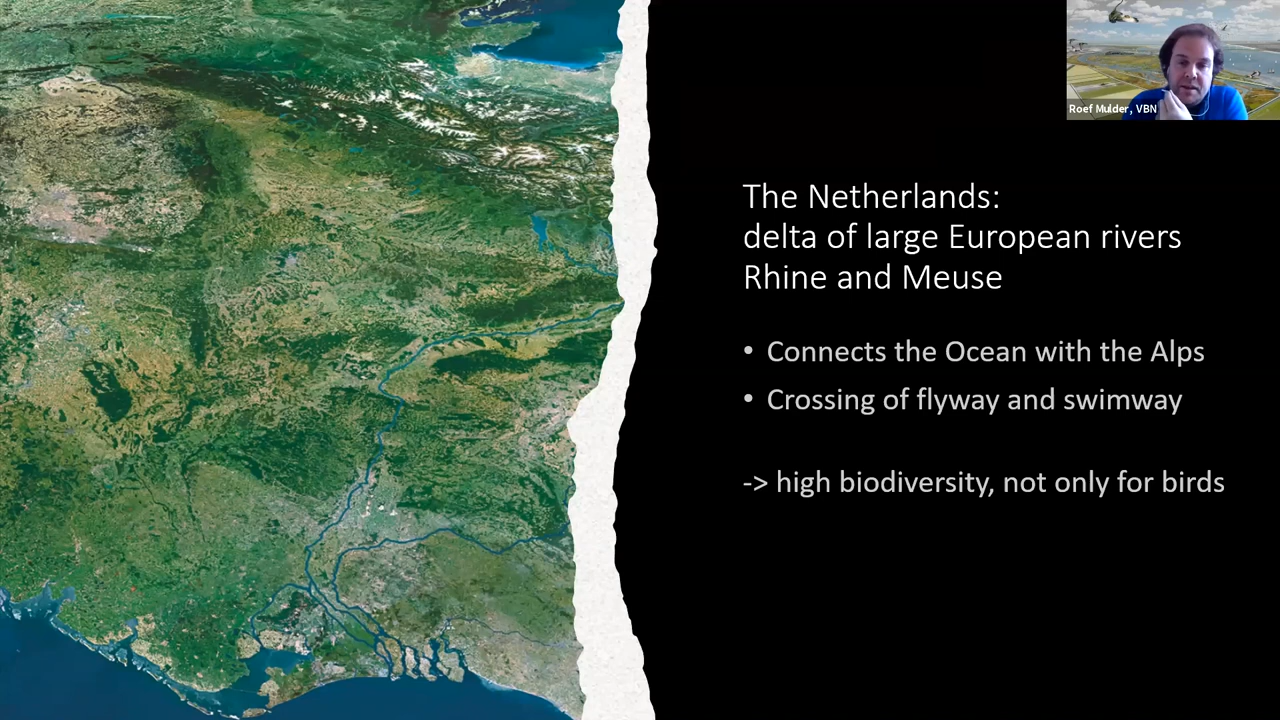 Roef Mulder, VBN
The Netherlands:
delta of large European rivers
Rhine and Meuse
• Connects the Ocean with the Alps
• Crossing of flyway and swimway
-> high biodiversity, not only for birds